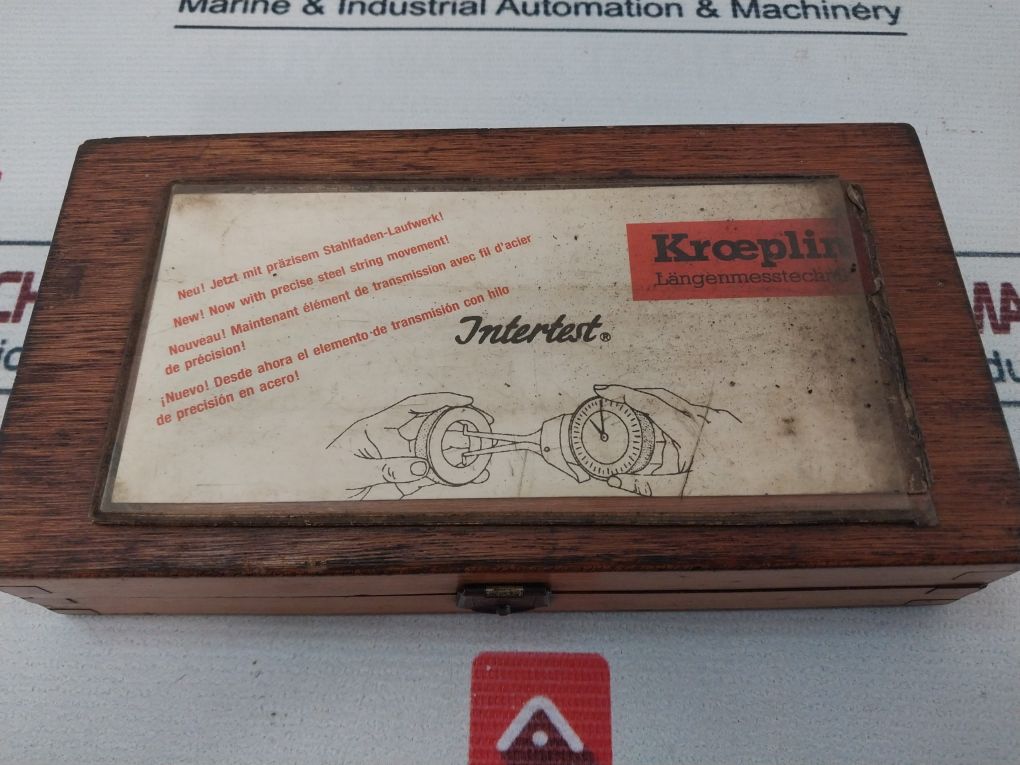 Marine & Industrial Automation & Machinery
Neu! Jetzt mit präzisem Stahlfaden-Laufwerk!
New! Now with precise steel string movement!
Nouveau! Maintenant élément de transmission avec fil d'acier
de précision!
¡Nuevo! Desde ahora el elemento de transmisión con hilo
de precisión en acero!
Krœplin
Längenmesstechnik
Intertest®